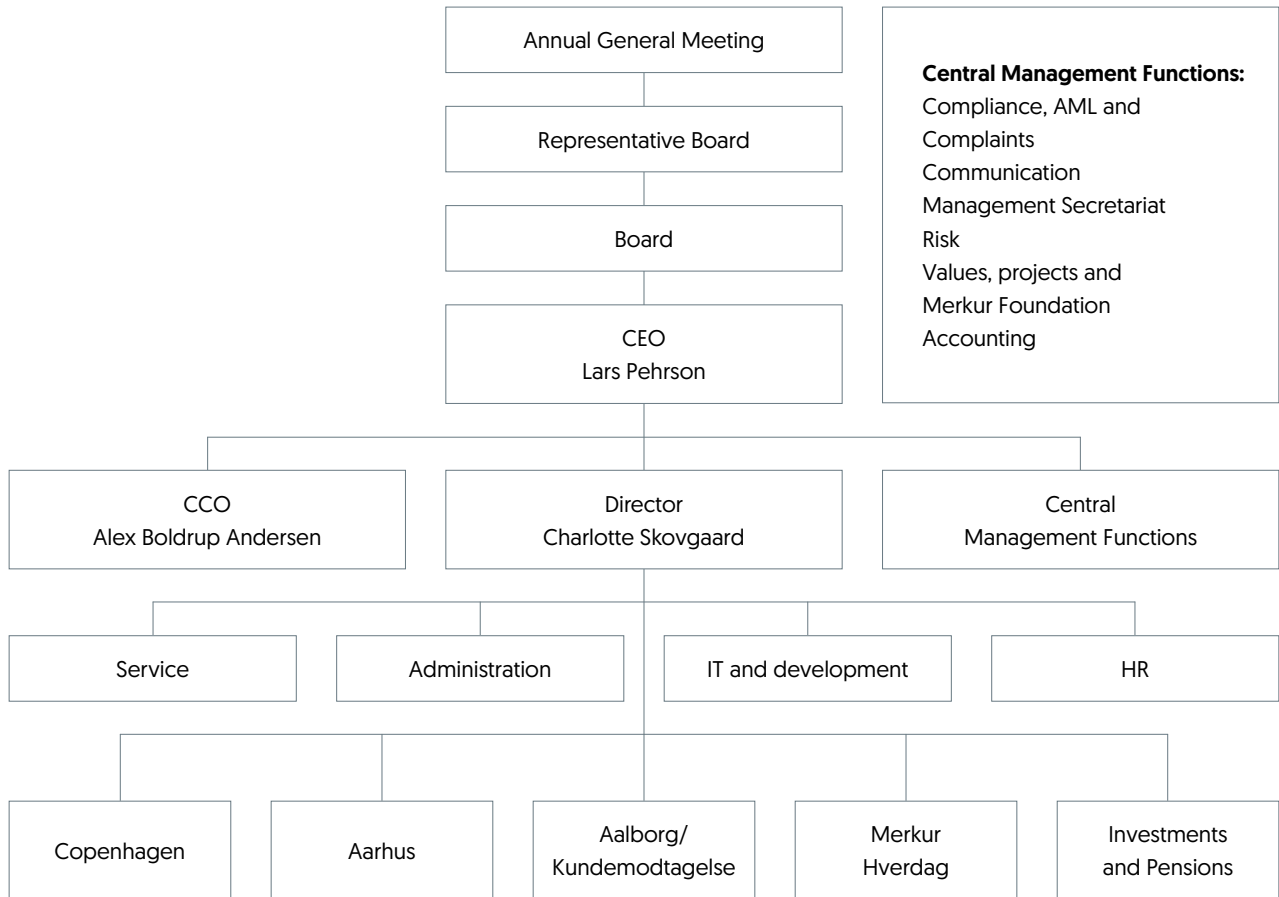 Annual General Meeting
Central Management Functions:
Compliance, AML and
Complaints
Communication
Management Secretariat
Risk
Values, projects and
Merkur Foundation
Accounting
Representative Board
Board
CEO
Lars Pehrson
CCO
Alex Boldrup Andersen
Director
Charlotte Skovgaard
Central
Management Functions
Service
Administration
IT and development
HR
Copenhagen
Aarhus
Aalborg/
Kundemodtagelse
Merkur
Hverdag
Investments
and Pensions